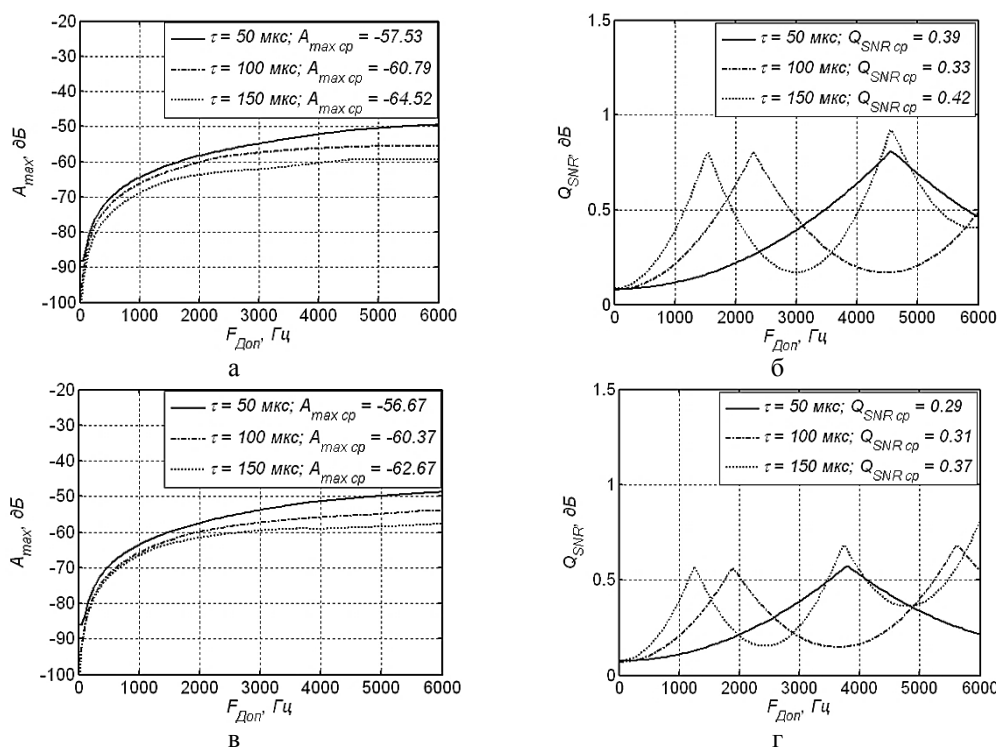 -20
-30
-40
-50
-60
-70
-80
-90
-100
A_max, дБ
τ = 50 мкс; A_max ср = -57.53
τ = 100 мкс; A_max ср = -60.79
τ = 150 мкс; A_max ср = -64.52
0 1000 2000 3000 4000 5000 6000
F_Доп, Гц
а
1.5
1
0.5
0
Q_SNR, дБ
τ = 50 мкс; Q_SNR ср = 0.39
τ = 100 мкс; Q_SNR ср = 0.33
τ = 150 мкс; Q_SNR ср = 0.42
0 1000 2000 3000 4000 5000 6000
F_Доп, Гц
б
-20
-30
-40
-50
-60
-70
-80
-90
-100
A_max, дБ
τ = 50 мкс; A_max ср = -56.67
τ = 100 мкс; A_max ср = -60.37
τ = 150 мкс; A_max ср = -62.67
0 1000 2000 3000 4000 5000 6000
F_Доп, Гц
в
1.5
1
0.5
0
Q_SNR, дБ
τ = 50 мкс; Q_SNR ср = 0.29
τ = 100 мкс; Q_SNR ср = 0.31
τ = 150 мкс; Q_SNR ср = 0.37
0 1000 2000 3000 4000 5000 6000
F_Доп, Гц
г